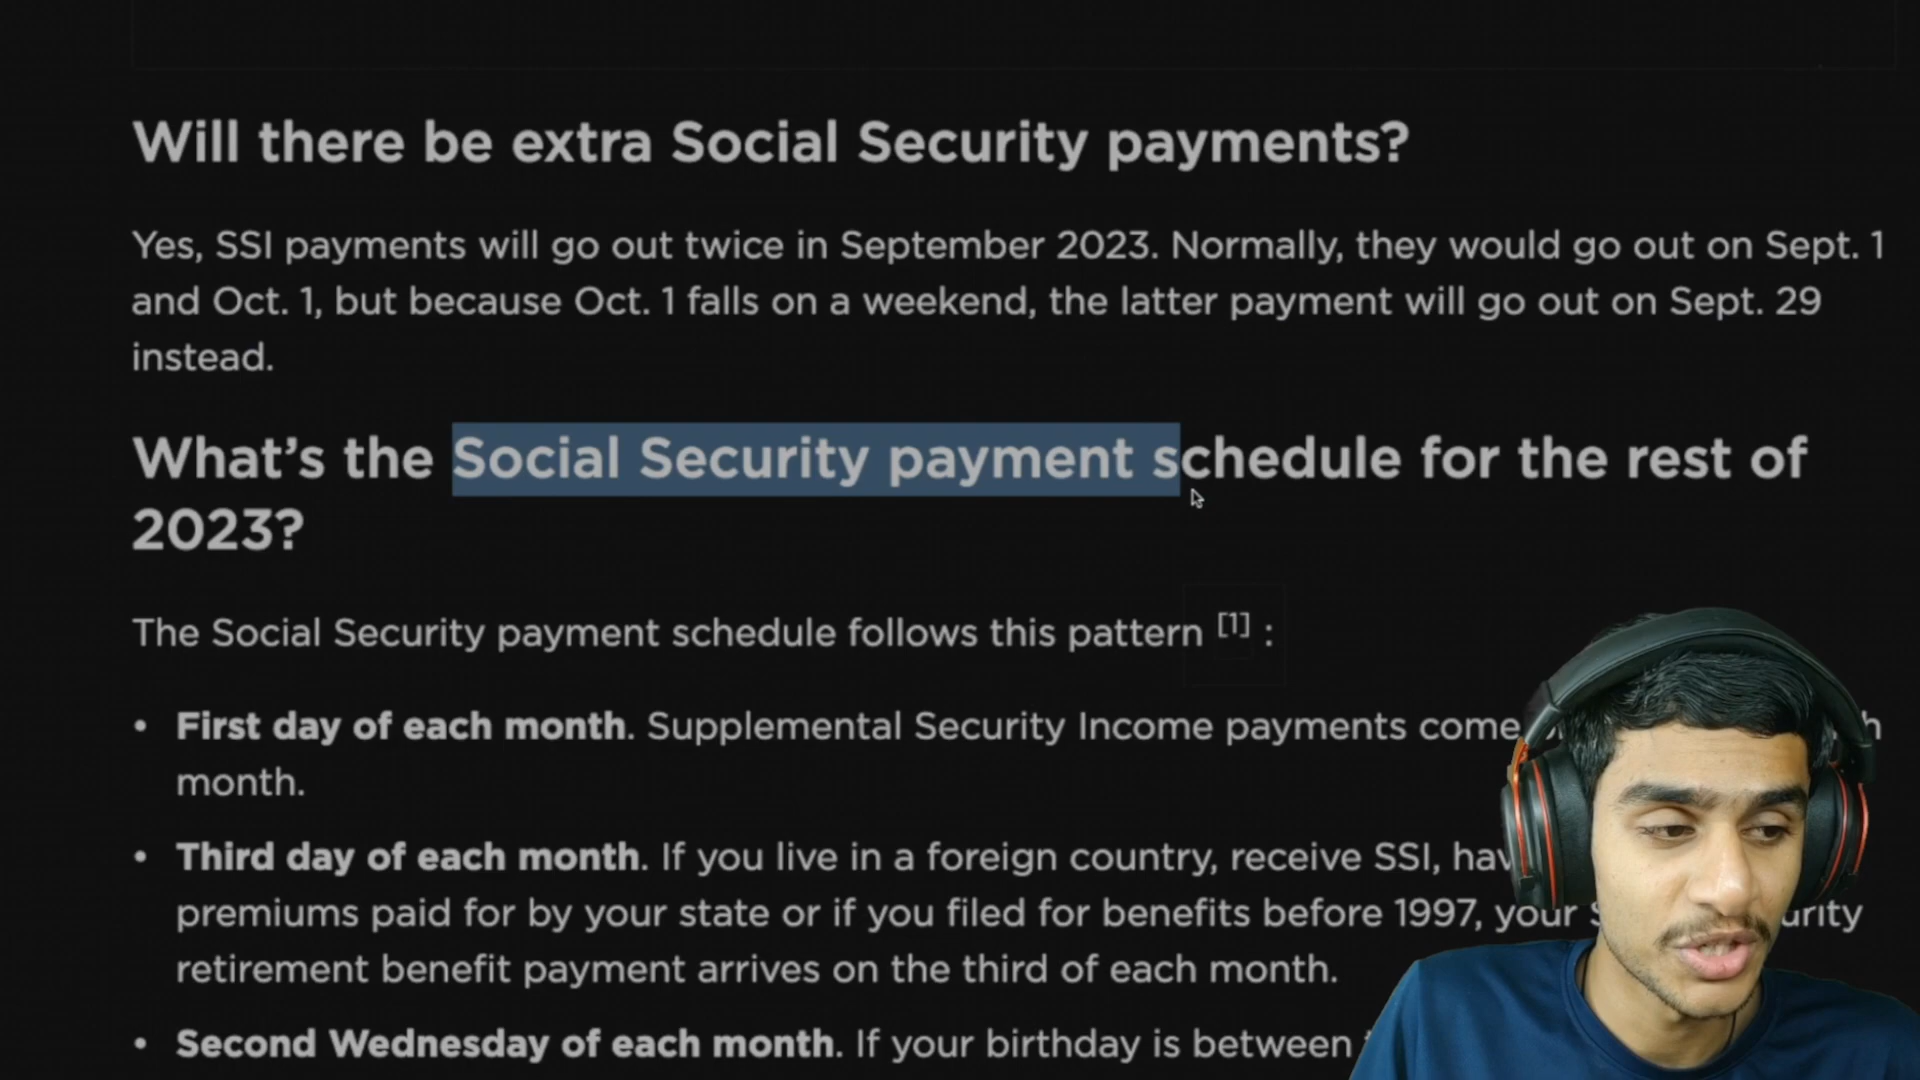 Will there be extra Social Security payments?
Yes, SSI payments will go out twice in September 2023. Normally, they would go out on Sept. 1
and Oct. 1, but because Oct. 1 falls on a weekend, the latter payment will go out on Sept. 29
instead.
What’s the Social Security payment schedule for the rest of
2023?
The Social Security payment schedule follows this pattern [1] :
• First day of each month. Supplemental Security Income payments come
month.
• Third day of each month. If you live in a foreign country, receive SSI,
premiums paid for by your state or if you filed for benefits before 1997, your
retirement benefit payment arrives on the third of each month.
• Second Wednesday of each month. If your birthday is between